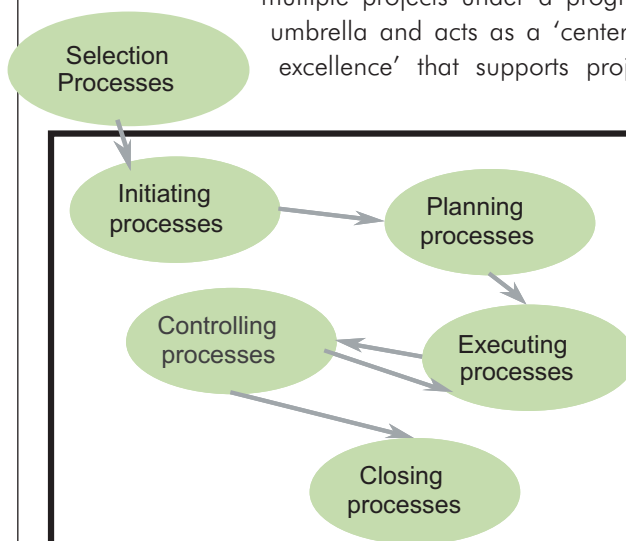 umbrella and acts as a ‘center
excellence’ that supports proj
Selection
Processes
Initiating
processes
Planning
processes
Controlling
processes
Executing
processes
Closing
processes